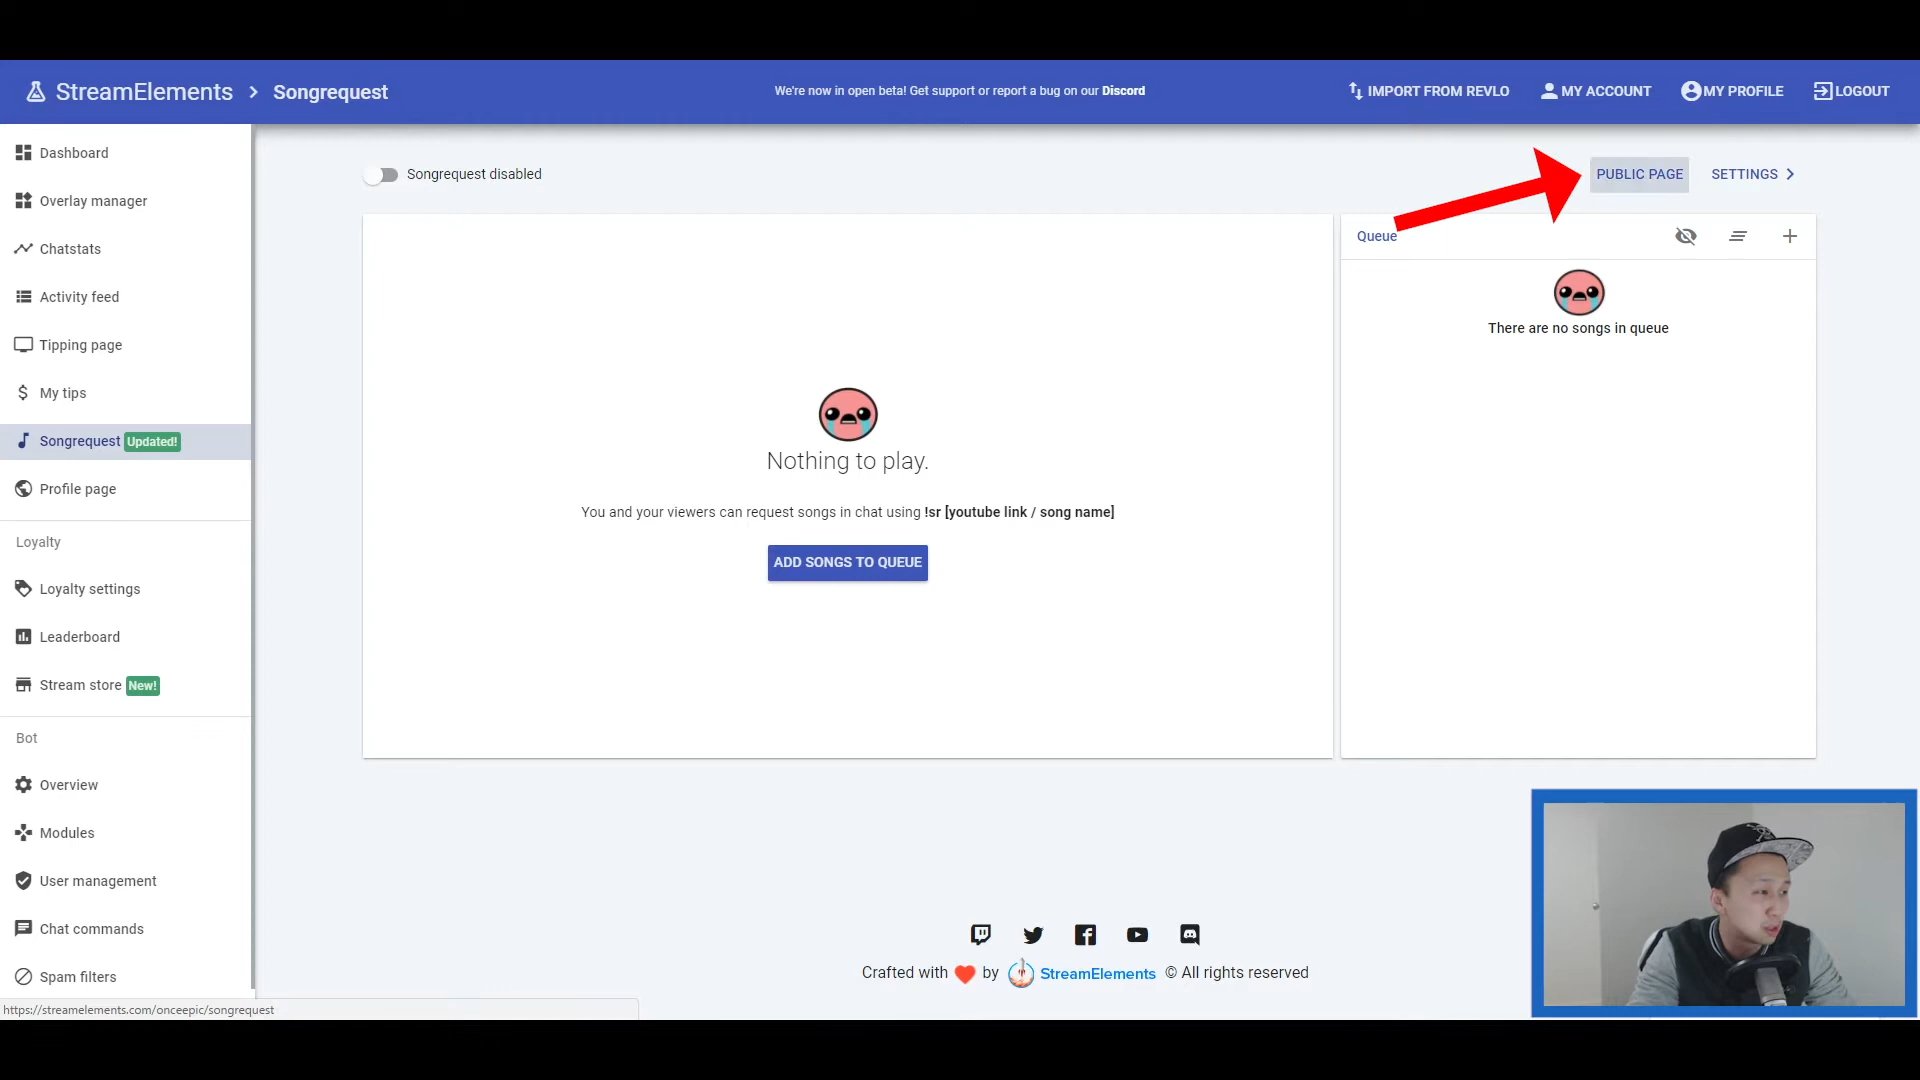 StreamElements > Songrequest
We're now in open beta! Get support or report a bug on our Discord
IMPORT FROM REVLO
MY ACCOUNT
MY PROFILE
LOGOUT
Dashboard
Overlay manager
Chatstats
Activity feed
Tipping page
My tips
Songrequest Updated!
Profile page
Loyalty
Loyalty settings
Leaderboard
Stream store New!
Bot
Overview
Modules
User management
Chat commands
Spam filters
Songrequest disabled
PUBLIC PAGE
SETTINGS >
Nothing to play.
You and your viewers can request songs in chat using !sr [youtube link / song name]
ADD SONGS TO QUEUE
Queue
There are no songs in queue
Crafted with by StreamElements © All rights reserved
https://streamelements.com/onceepic/songrequest